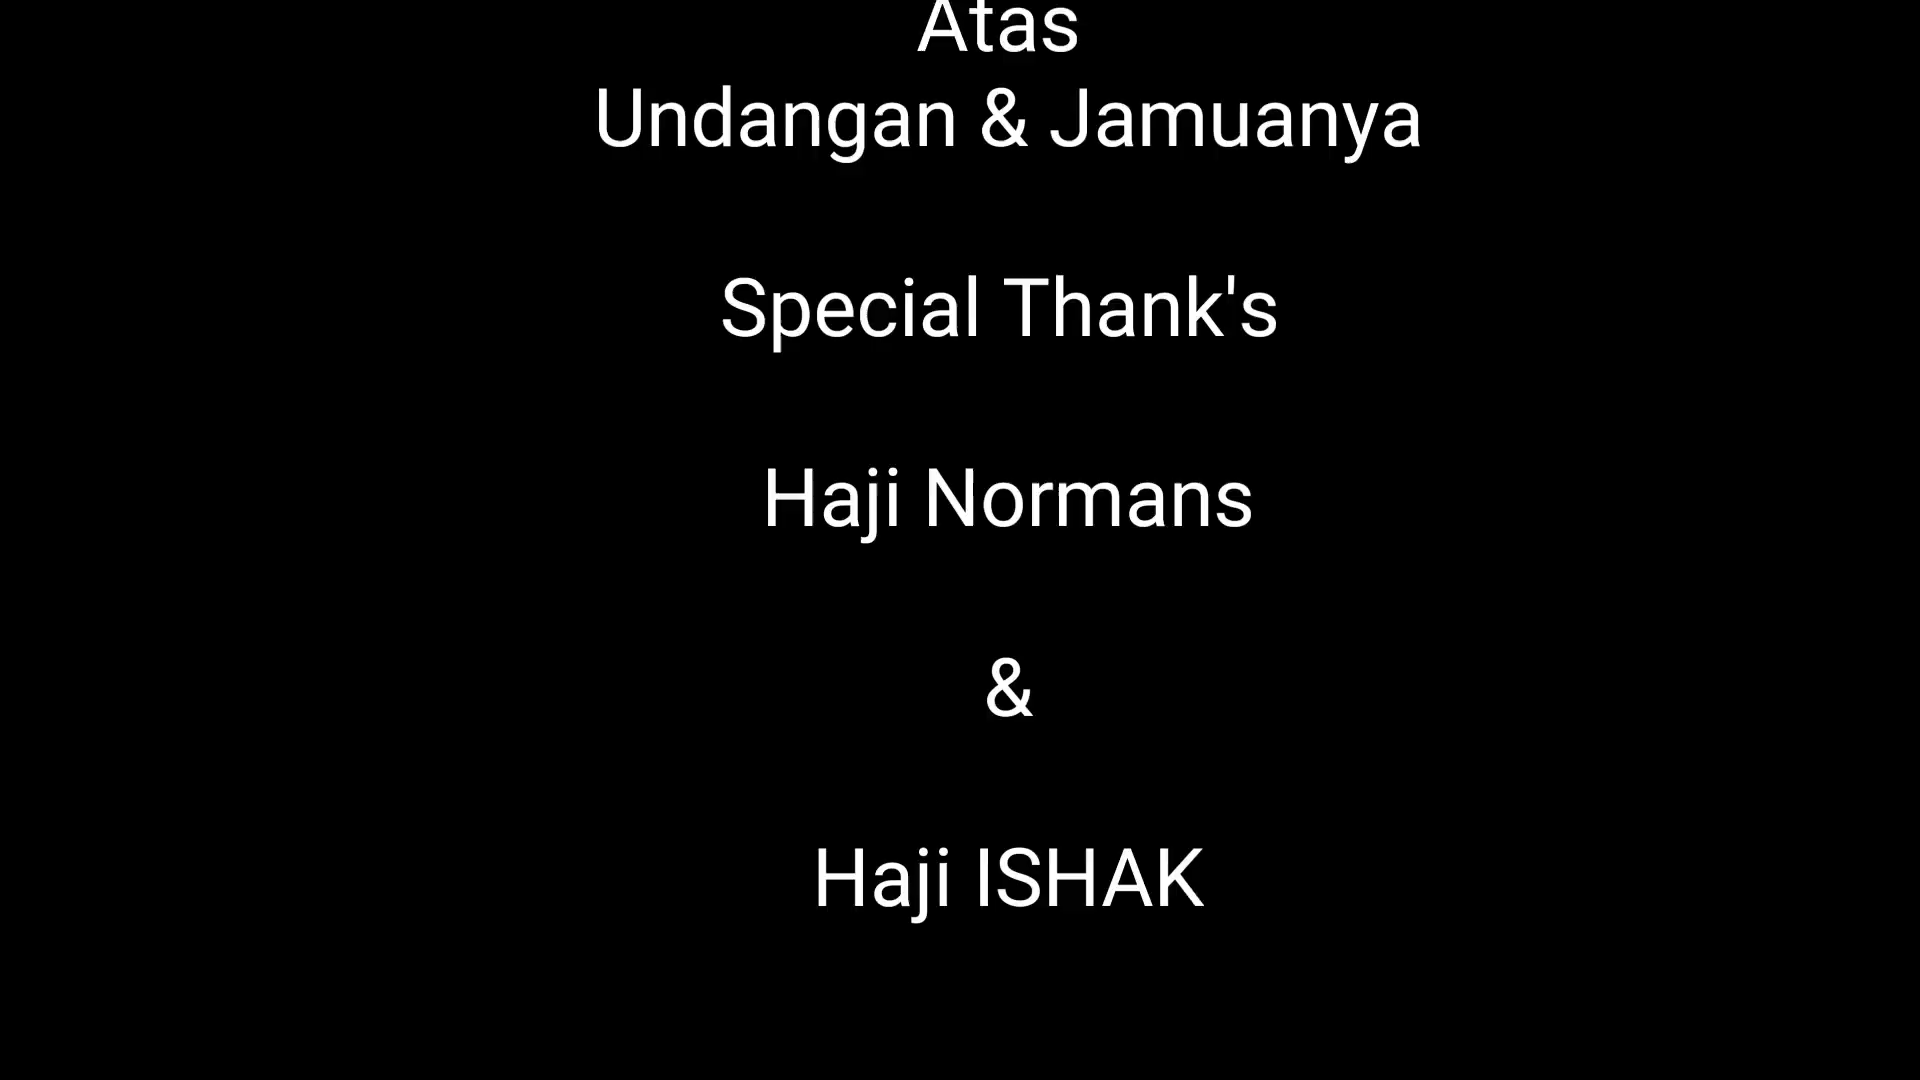 Atas
Undangan & Jamuanya
Special Thank's
Haji Normans
&
Haji ISHAK